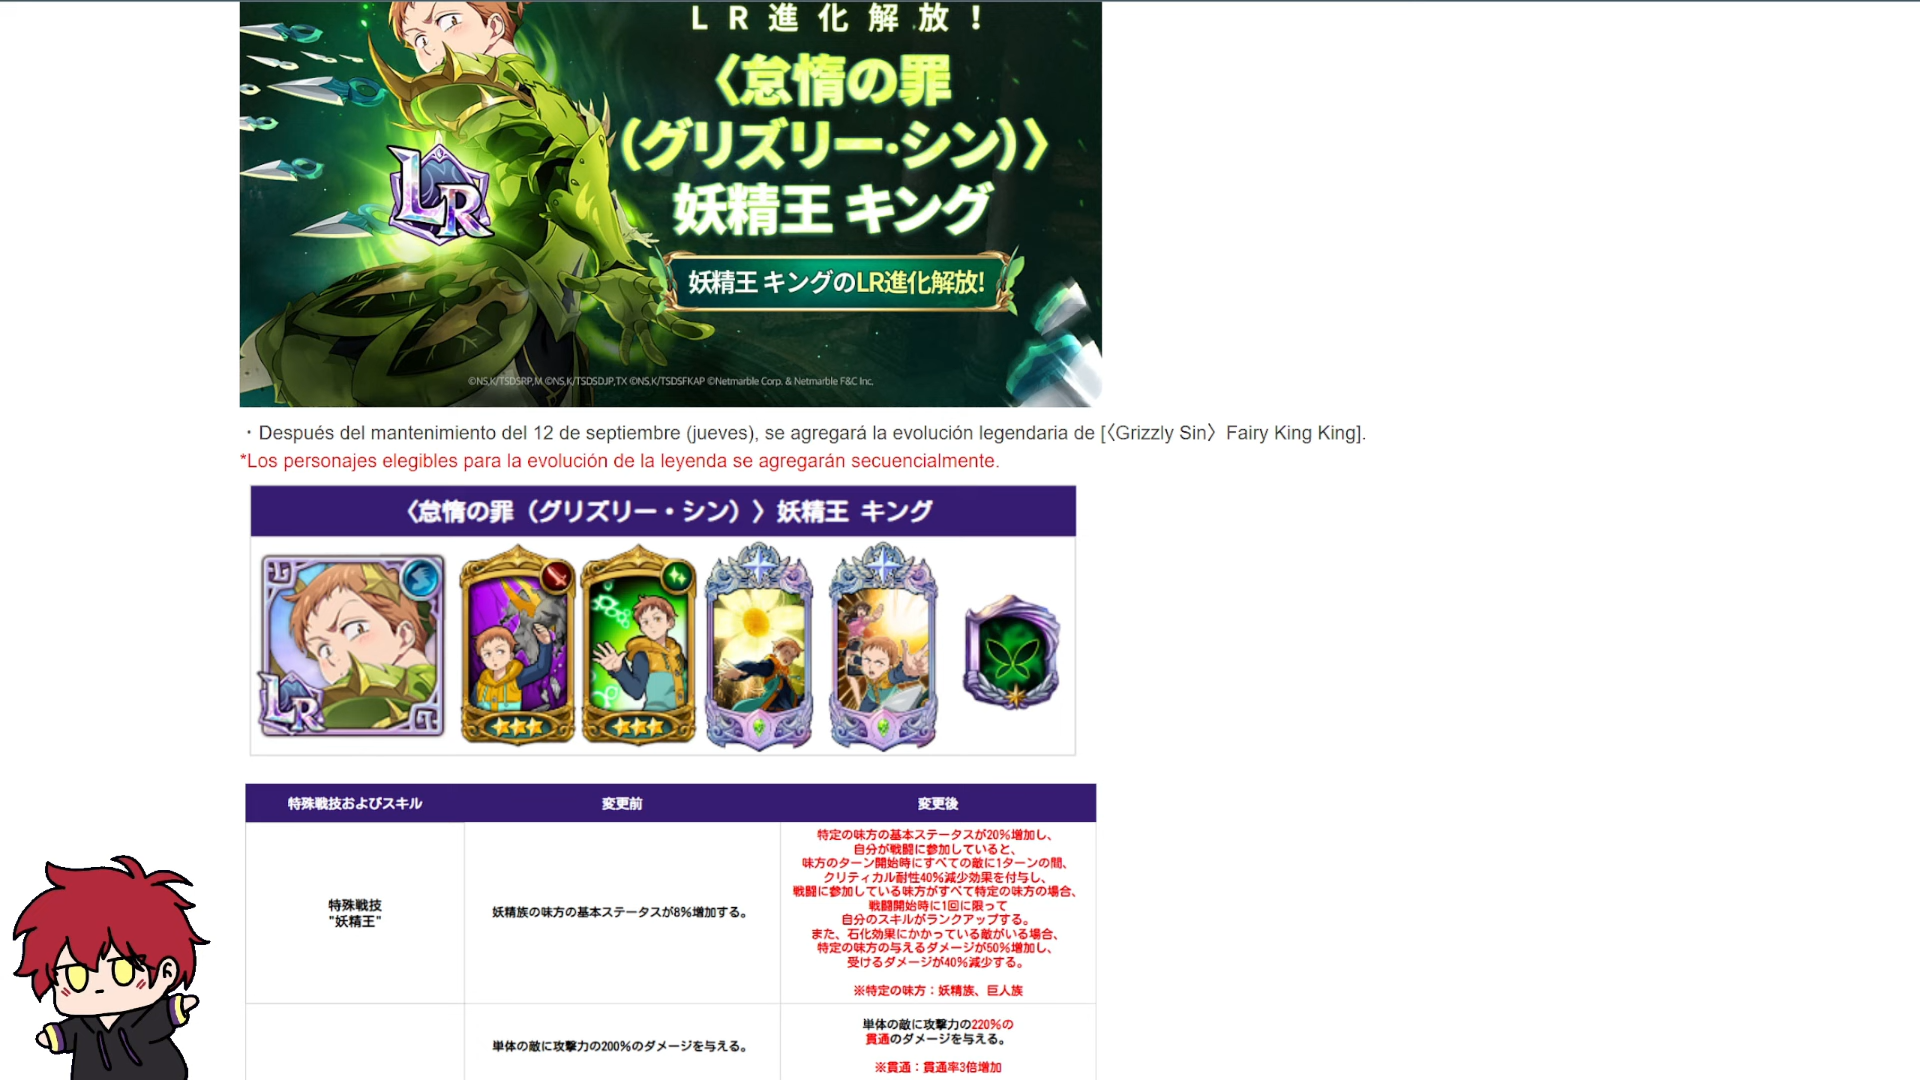 LR進化解放!
〈怠惰の罪
（グリズリー・シン）〉
妖精王 キング
LR
妖精王 キングのLR進化解放!
©NS,K/TSDSRP,M ©NS,K/TSDSDJP,TX ©NS,K/TSDSFKAP ©Netmarble Corp. & Netmarble F&C Inc.
・Después del mantenimiento del 12 de septiembre (jueves), se agregará la evolución legendaria de [〈Grizzly Sin〉 Fairy King King].
*Los personajes elegibles para la evolución de la leyenda se agregarán secuencialmente.
〈怠惰の罪（グリズリー・シン）〉妖精王 キング
LR
特殊戦技およびスキル
変更前
変更後
特殊戦技
"妖精王"
妖精族の味方の基本ステータスが8%増加する。
特定の味方の基本ステータスが20%増加し、
自分が戦闘に参加していると、
味方のターン開始時にすべての敵に1ターンの間、
クリティカル耐性40%減少効果を付与し、
戦闘に参加している味方がすべて特定の味方の場合、
戦闘開始時に1回に限って
自分のスキルがランクアップする。
また、石化効果にかかっている敵がいる場合、
特定の味方の与えるダメージが50%増加し、
受けるダメージが40%減少する。
※特定の味方：妖精族、巨人族
単体の敵に攻撃力の200%のダメージを与える。
単体の敵に攻撃力の220%の
貫通のダメージを与える。
※貫通：貫通率3倍増加